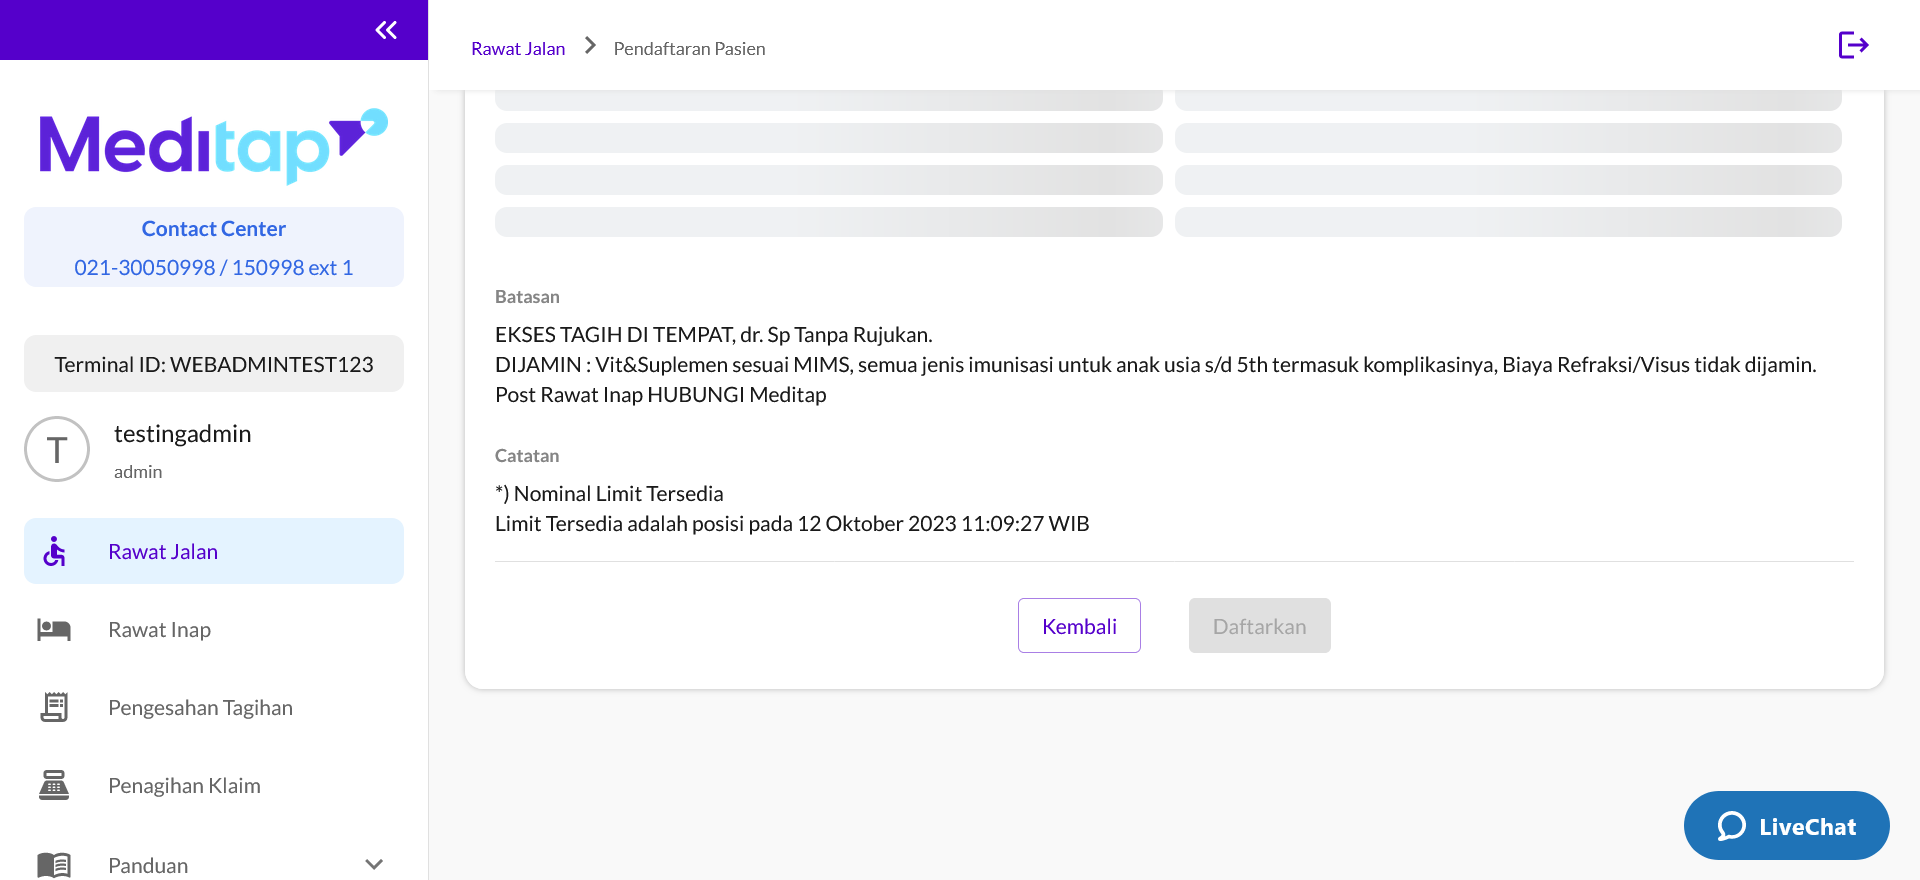 Rawat Jalan
Pendaftaran Pasien
Meditap
Contact Center
021-30050998 / 150998 ext 1
Terminal ID: WEBADMINTEST123
T
testingadmin
admin
Rawat Jalan
Rawat Inap
Pengesahan Tagihan
Penagihan Klaim
Panduan
Batasan
EKSES TAGIH DI TEMPAT, dr. Sp Tanpa Rujukan.
DIJAMIN : Vit&Suplemen sesuai MIMS, semua jenis imunisasi untuk anak usia s/d 5th termasuk komplikasinya, Biaya Refraksi/Visus tidak dijamin.
Post Rawat Inap HUBUNGI Meditap
Catatan
*) Nominal Limit Tersedia
Limit Tersedia adalah posisi pada 12 Oktober 2023 11:09:27 WIB
Kembali
Daftarkan
LiveChat